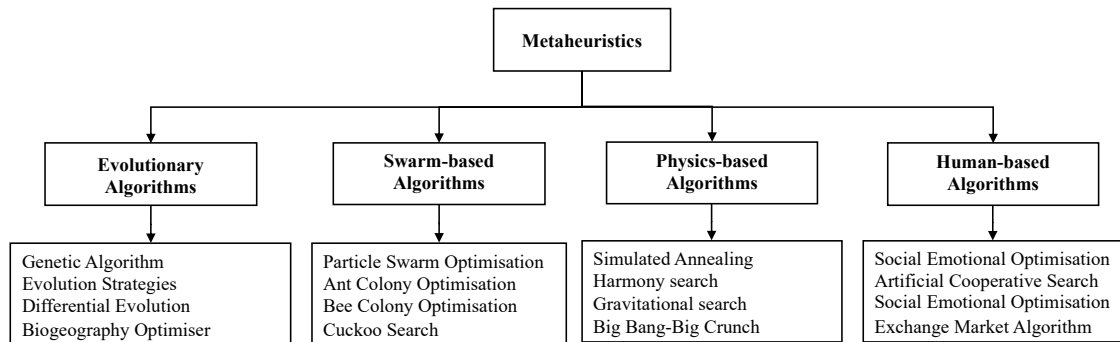 Metaheuristics
Evolutionary
Algorithms
Swarm-based
Algorithms
Physics-based
Algorithms
Human-based
Algorithms
Genetic Algorithm
Evolution Strategies
Differential Evolution
Biogeography Optimiser
Particle Swarm Optimisation
Ant Colony Optimisation
Bee Colony Optimisation
Cuckoo Search
Simulated Annealing
Harmony search
Gravitational search
Big Bang-Big Crunch
Social Emotional Optimisation
Artificial Cooperative Search
Social Emotional Optimisation
Exchange Market Algorithm